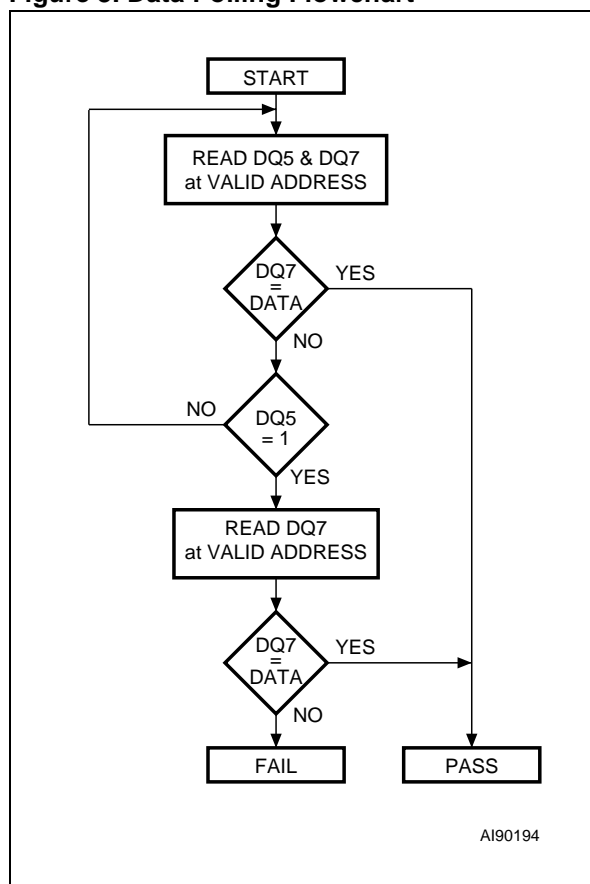 Figure Data Polling Flowchart
START
READ DQ5 & DQ7
at VALID ADDRESS
DQ7
=
DATA
YES
NO
DQ5
= 1
NO
YES
READ DQ7
at VALID ADDRESS
DQ7
=
DATA
YES
NO
FAIL
PASS
AI90194